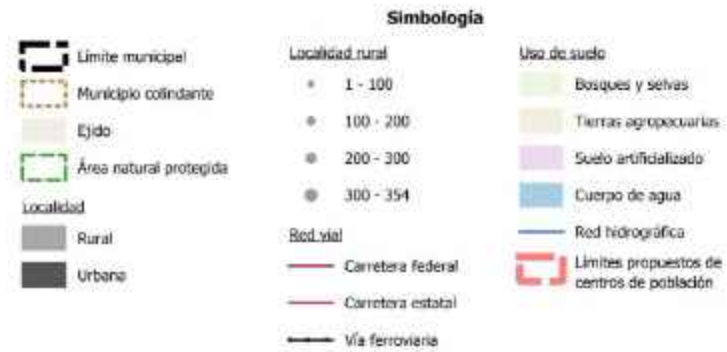 Simbología
Límite municipal
Municipio colindante
Ejido
Área natural protegida
Localidad
Rural
Urbana
Localidad rural
1 - 100
100 - 200
200 - 300
300 - 354
Red vial
Carretera federal
Carretera estatal
Vía ferroviaria
Uso de suelo
Bosques y selvas
Tierras agropecuarias
Suelo artificializado
Cuerpo de agua
Red hidrográfica
Límites propuestos de
centros de población